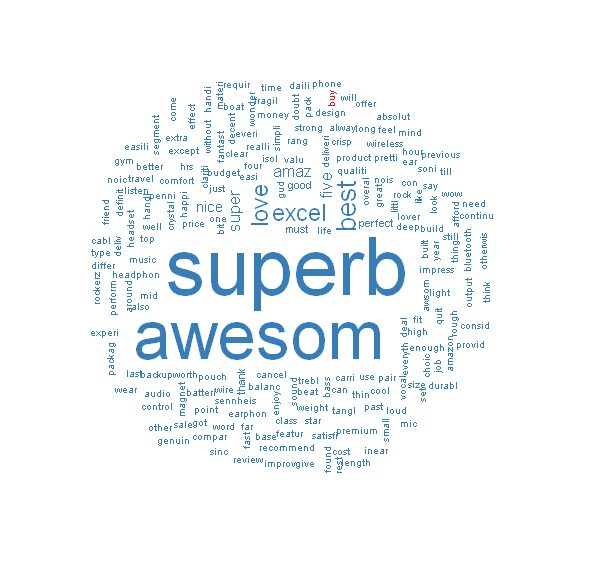 requir time daili phone
materi fragil pack buy will
handi doubt offer
come effect boat wonder money design absolut
segment without decent everi simpli strong alway long feel mind
extra fantast realli rang crisp wireless
easili except clear isol valu deliveri product pretti hour previous
gym better hrs clariti budget four amaz qualiti ear soni till
noic travel comfort easi gud good five overal nois con say
listen penni just super love best great like wow
friend definit handl nice excel littl rock look afford need
headset well crystal price one bite must life perfect lover deep build continu
cabl deliv top still
type music superb built year thing bluetooth otherwis
differ headphon impress
rockerz perform around mid also awsom light output think
experi awesom fit quit rough consid
packag deal high provid
last backup worth pouch thank cancel trebl carri use pair everyth enough choic job amazon
wear audio magnet batteri wire balanc sound beat bass can thin cool vocal size set durabl
control point sennheis earphon enjoy weight tangl past loud
other sale got word far class star premium small mic
genuin compar fast base featur satisfi
sinc recommend cost inear
review improv give found rest length